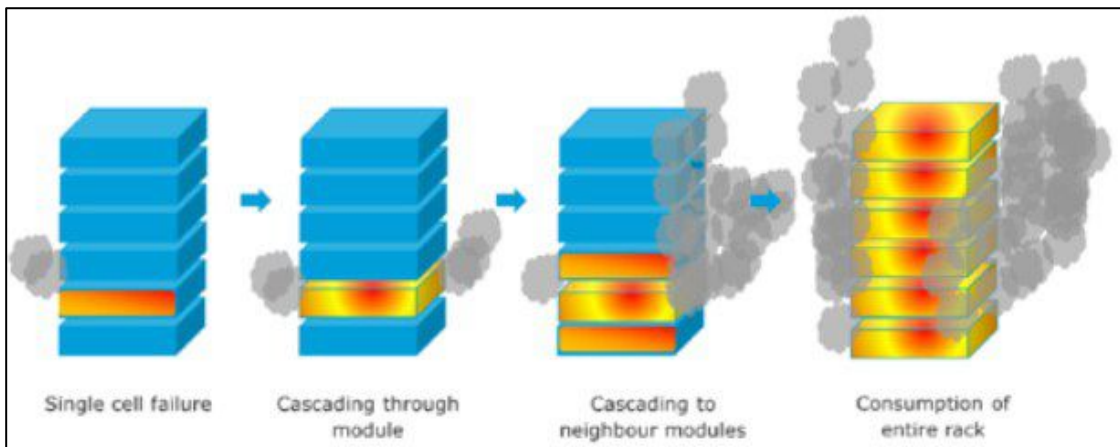 Single cell failure
Cascading through
module
Cascading to
neighbour modules
Consumption of
entire rack